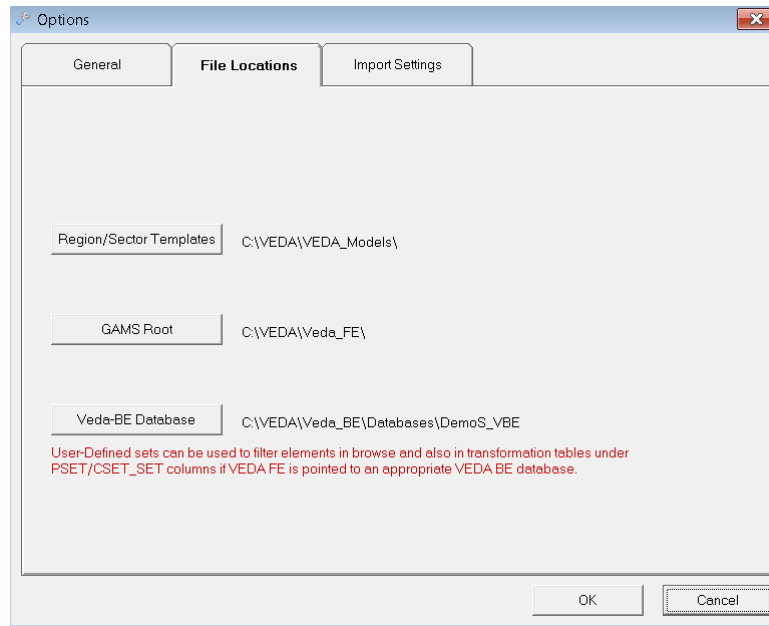 Options
General
File Locations
Import Settings
Region/Sector Templates
C:\VEDA\VEDA_Models\
GAMS Root
C:\VEDA\Veda_FE\
Veda-BE Database
C:\VEDA\Veda_BE\Databases\DemoS_VBE
User-Defined sets can be used to filter elements in browse and also in transformation tables under
PSET/CSET_SET columns if VEDA FE is pointed to an appropriate VEDA BE database.
OK
Cancel